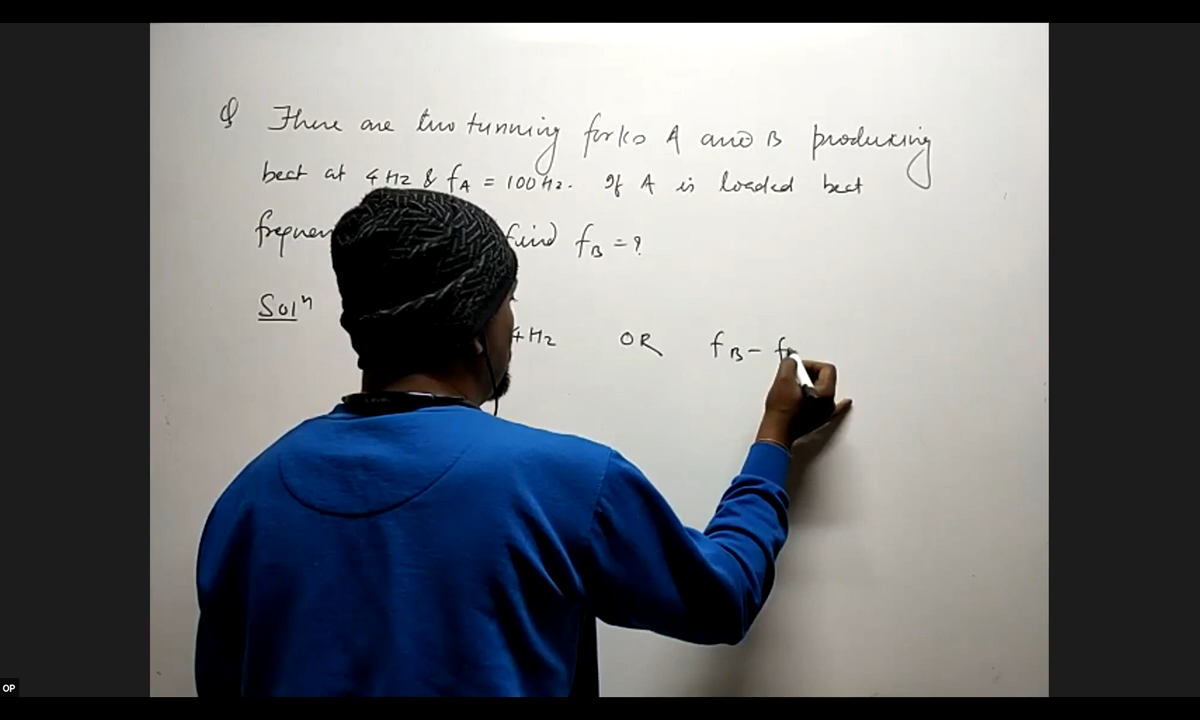 Q There are two tunning forks A and B producing
beat at 4 Hz & fA = 100 Hz. If A is loaded beat
find fB = ?
Solⁿ
4 Hz OR fB -
OP